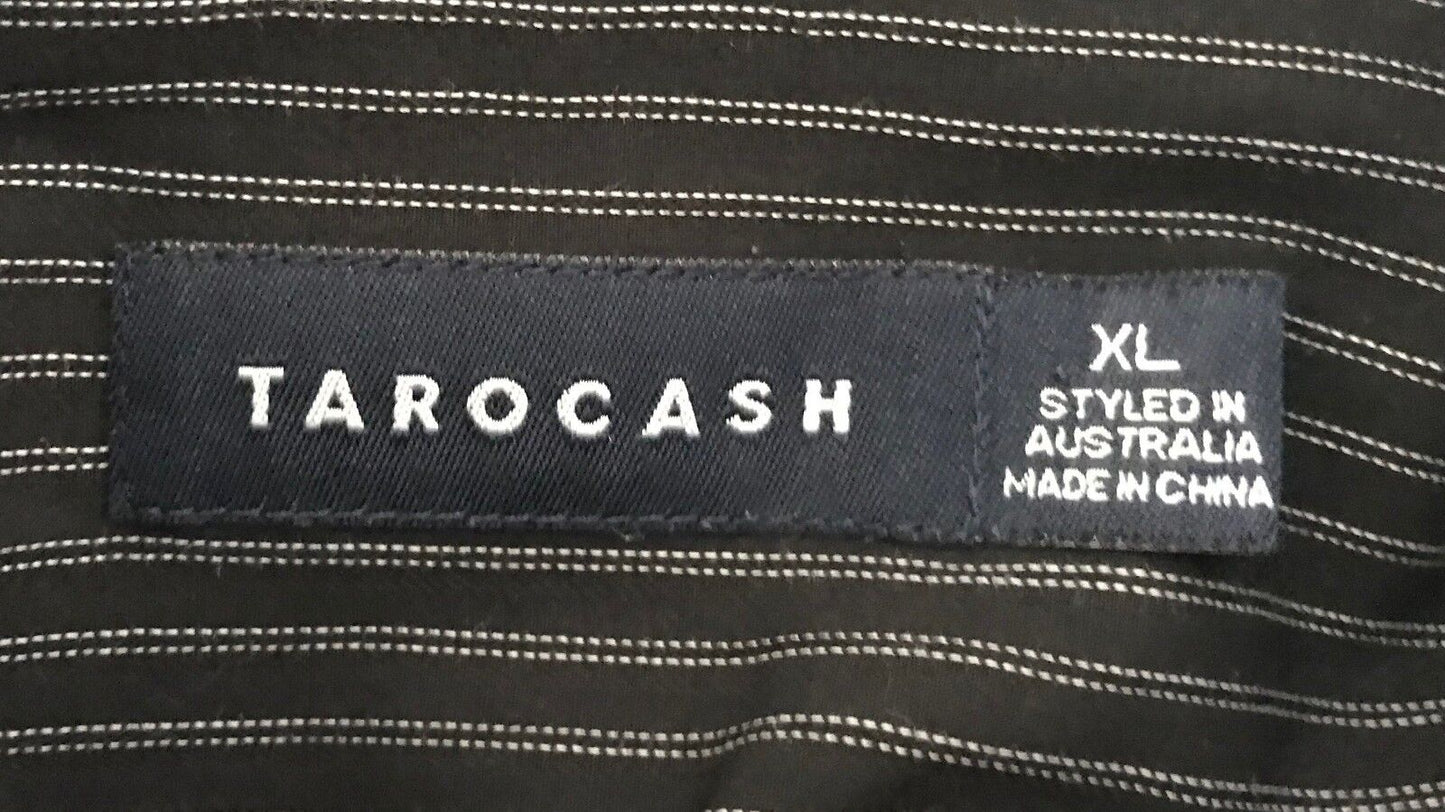 TAROCASH
XL
STYLED IN
AUSTRALIA
MADE IN CHINA